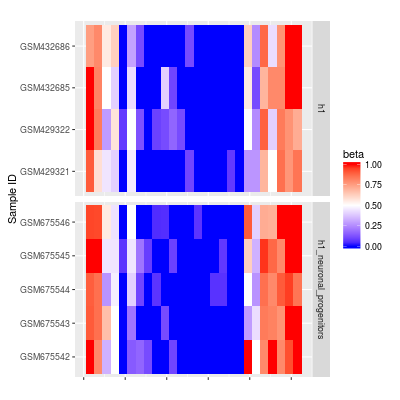 GSM432686
GSM432685
GSM429322
GSM429321
h1
GSM675546
GSM675545
GSM675544
GSM675543
GSM675542
h1_neuronal_progenitors
Sample ID
beta
1.00
0.75
0.50
0.25
0.00